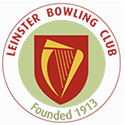 LEINSTER BOWLING CLUB
Founded 1913